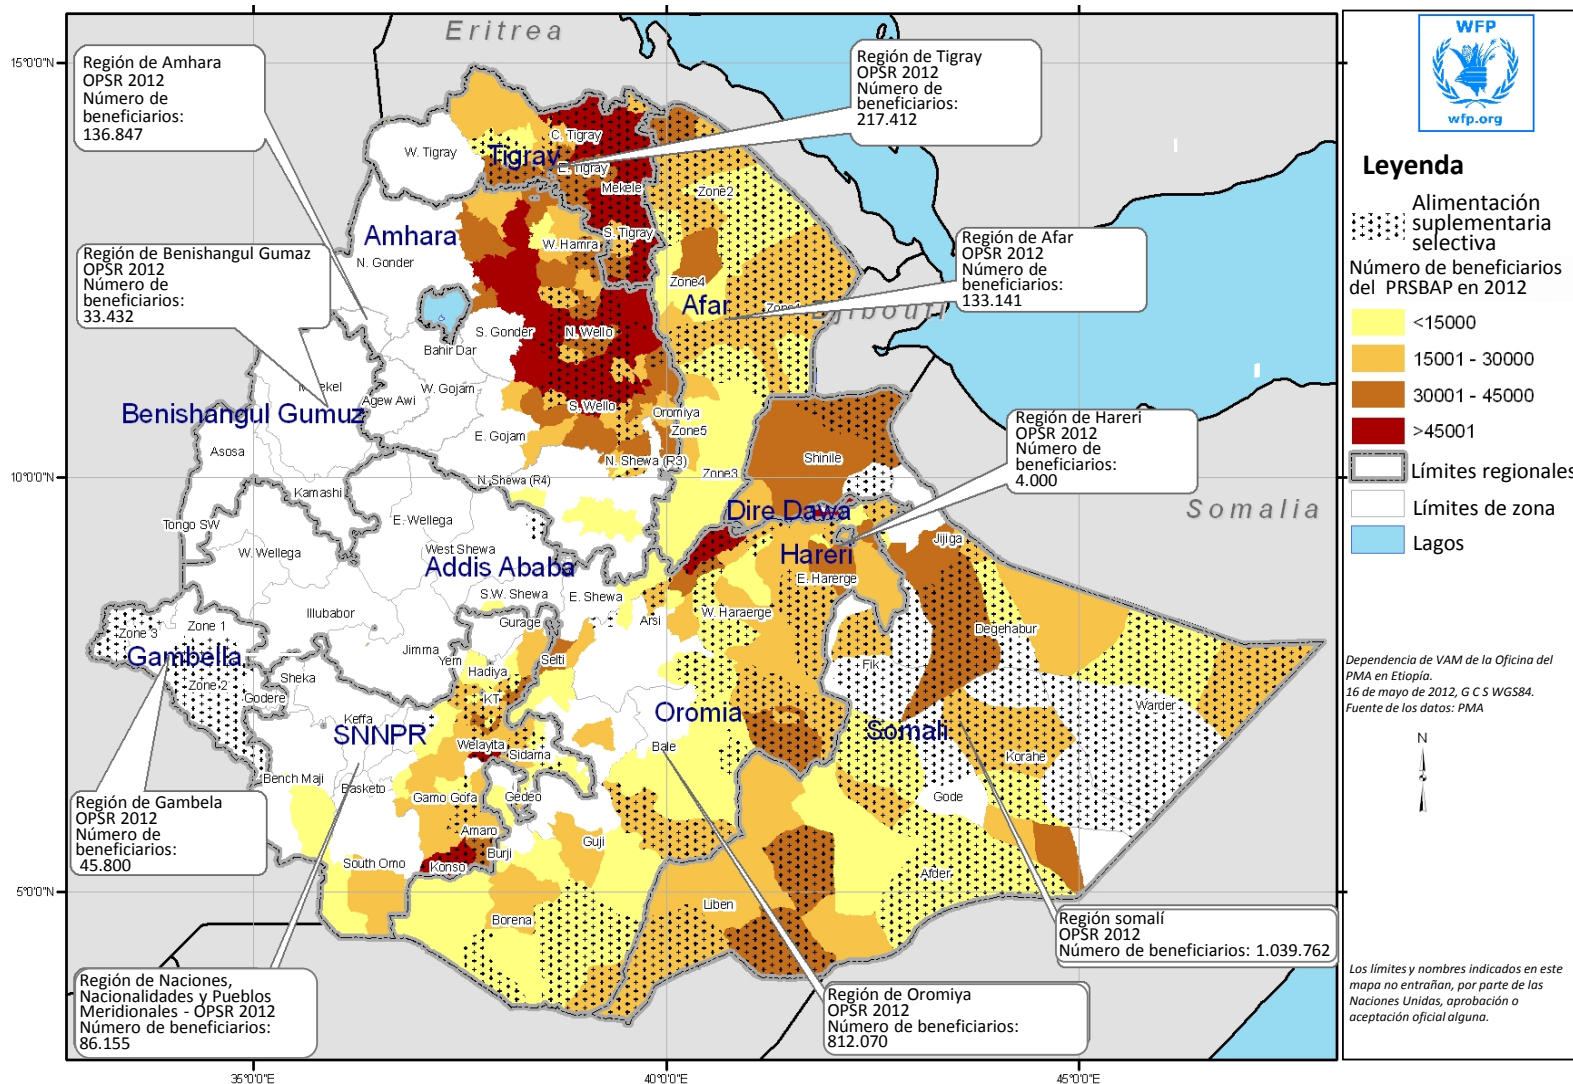 Eritrea
Región de Amhara
OPSR 2012
Número de
beneficiarios:
136.847
Región de Tigray
OPSR 2012
Número de
beneficiarios:
217.412
15°0'0"N
W. Tigray
C. Tigray
Tigray
E. Tigray
Mekele
Zone2
Amhara
N. Gonder
W. Hamra
S. Tigray
Región de Benishangul Gumaz
OPSR 2012
Número de
beneficiarios:
33.432
Región de Afar
OPSR 2012
Número de
beneficiarios:
133.141
Zone4
Afar
Djibouti
S. Gonder
N. Wello
Bahir Dar
W. Gojam
Agew Awi
Benishangul Gumuz
S. Wello
Oromiya
Zone5
E. Gojam
Asosa
N. Shewa (R3)
Zone3
Shinile
Región de Hareri
OPSR 2012
Número de
beneficiarios:
4.000
10°0'0"N
N. Shewa (R4)
Kamashi
Tongo SW
E. Wellega
Dire Dawa
Somalia
W. Wellega
West Shewa
Addis Ababa
Hareri
Jijiga
E. Harerge
S.W. Shewa
E. Shewa
Illubabor
Gurage
Arsi
W. Haraerge
Zone 3
Zone 1
Degehabur
Gambella
Zone 2
Jimma
Yem
Hadiya
Selti
Fik
Sheka
Godere
KT
Warder
Keffa
SNNPR
Oromia
Somali
Welayita
Sidama
Bale
Korahe
Bench Maji
Basketo
Gamo Gofa
Gedeo
Gode
Región de Gambela
OPSR 2012
Número de
beneficiarios:
45.800
Amaro
Burji
Guji
South Omo
Konso
5°0'0"N
Afder
Borena
Liben
Región somalí
OPSR 2012
Número de beneficiarios: 1.039.762
Región de Naciones,
Nacionalidades y Pueblos
Meridionales - OPSR 2012
Número de beneficiarios:
86.155
Región de Oromiya
OPSR 2012
Número de beneficiarios:
812.070
35°0'0"E
40°0'0"E
45°0'0"E
WFP
wfp.org
Leyenda
Alimentación
suplementaria
selectiva
Número de beneficiarios
del PRSBAP en 2012
<15000
15001 - 30000
30001 - 45000
>45001
Límites regionales
Límites de zona
Lagos
Dependencia de VAM de la Oficina del
PMA en Etiopía.
16 de mayo de 2012, G C S WGS84.
Fuente de los datos: PMA
N
Los límites y nombres indicados en este
mapa no entrañan, por parte de las
Naciones Unidas, aprobación o
aceptación oficial alguna.